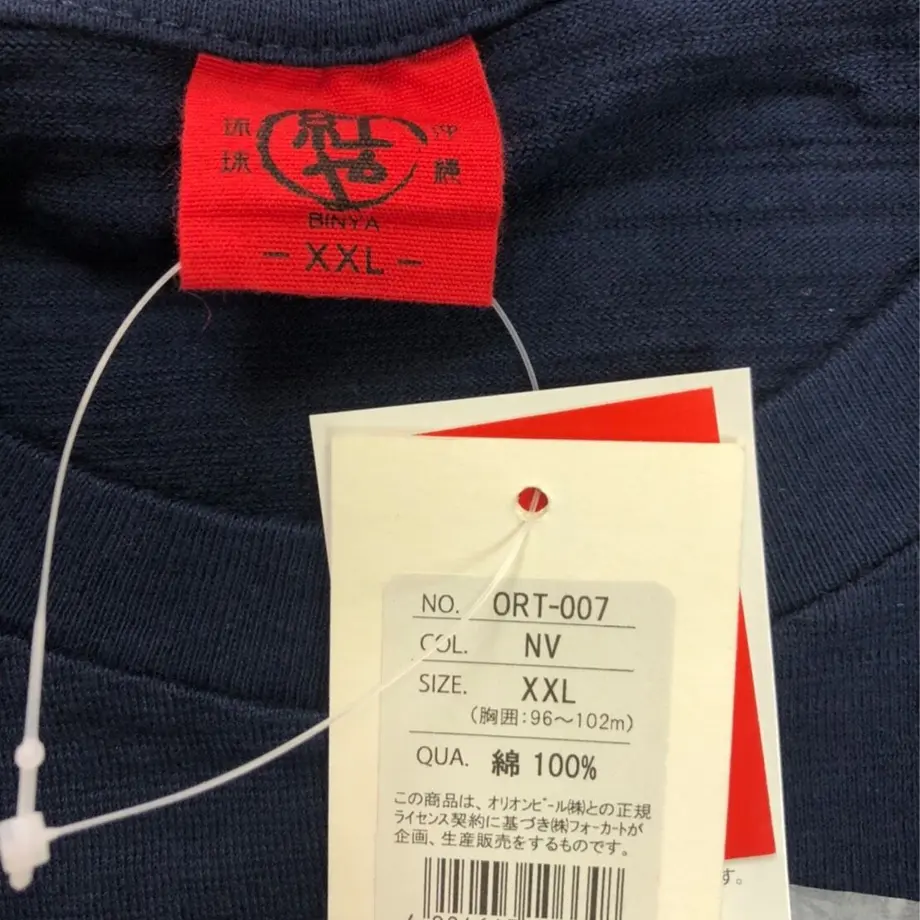 琉球
紅型や
沖縄
BINYA
- XXL -
NO. ORT-007
COL. NV
SIZE. XXL
(胸囲:96〜102m)
QUA. 綿 100%
この商品は、オリオンビール㈱との正規
ライセンス契約に基づき㈱フォーカートが
企画、生産販売をするものです。
す。